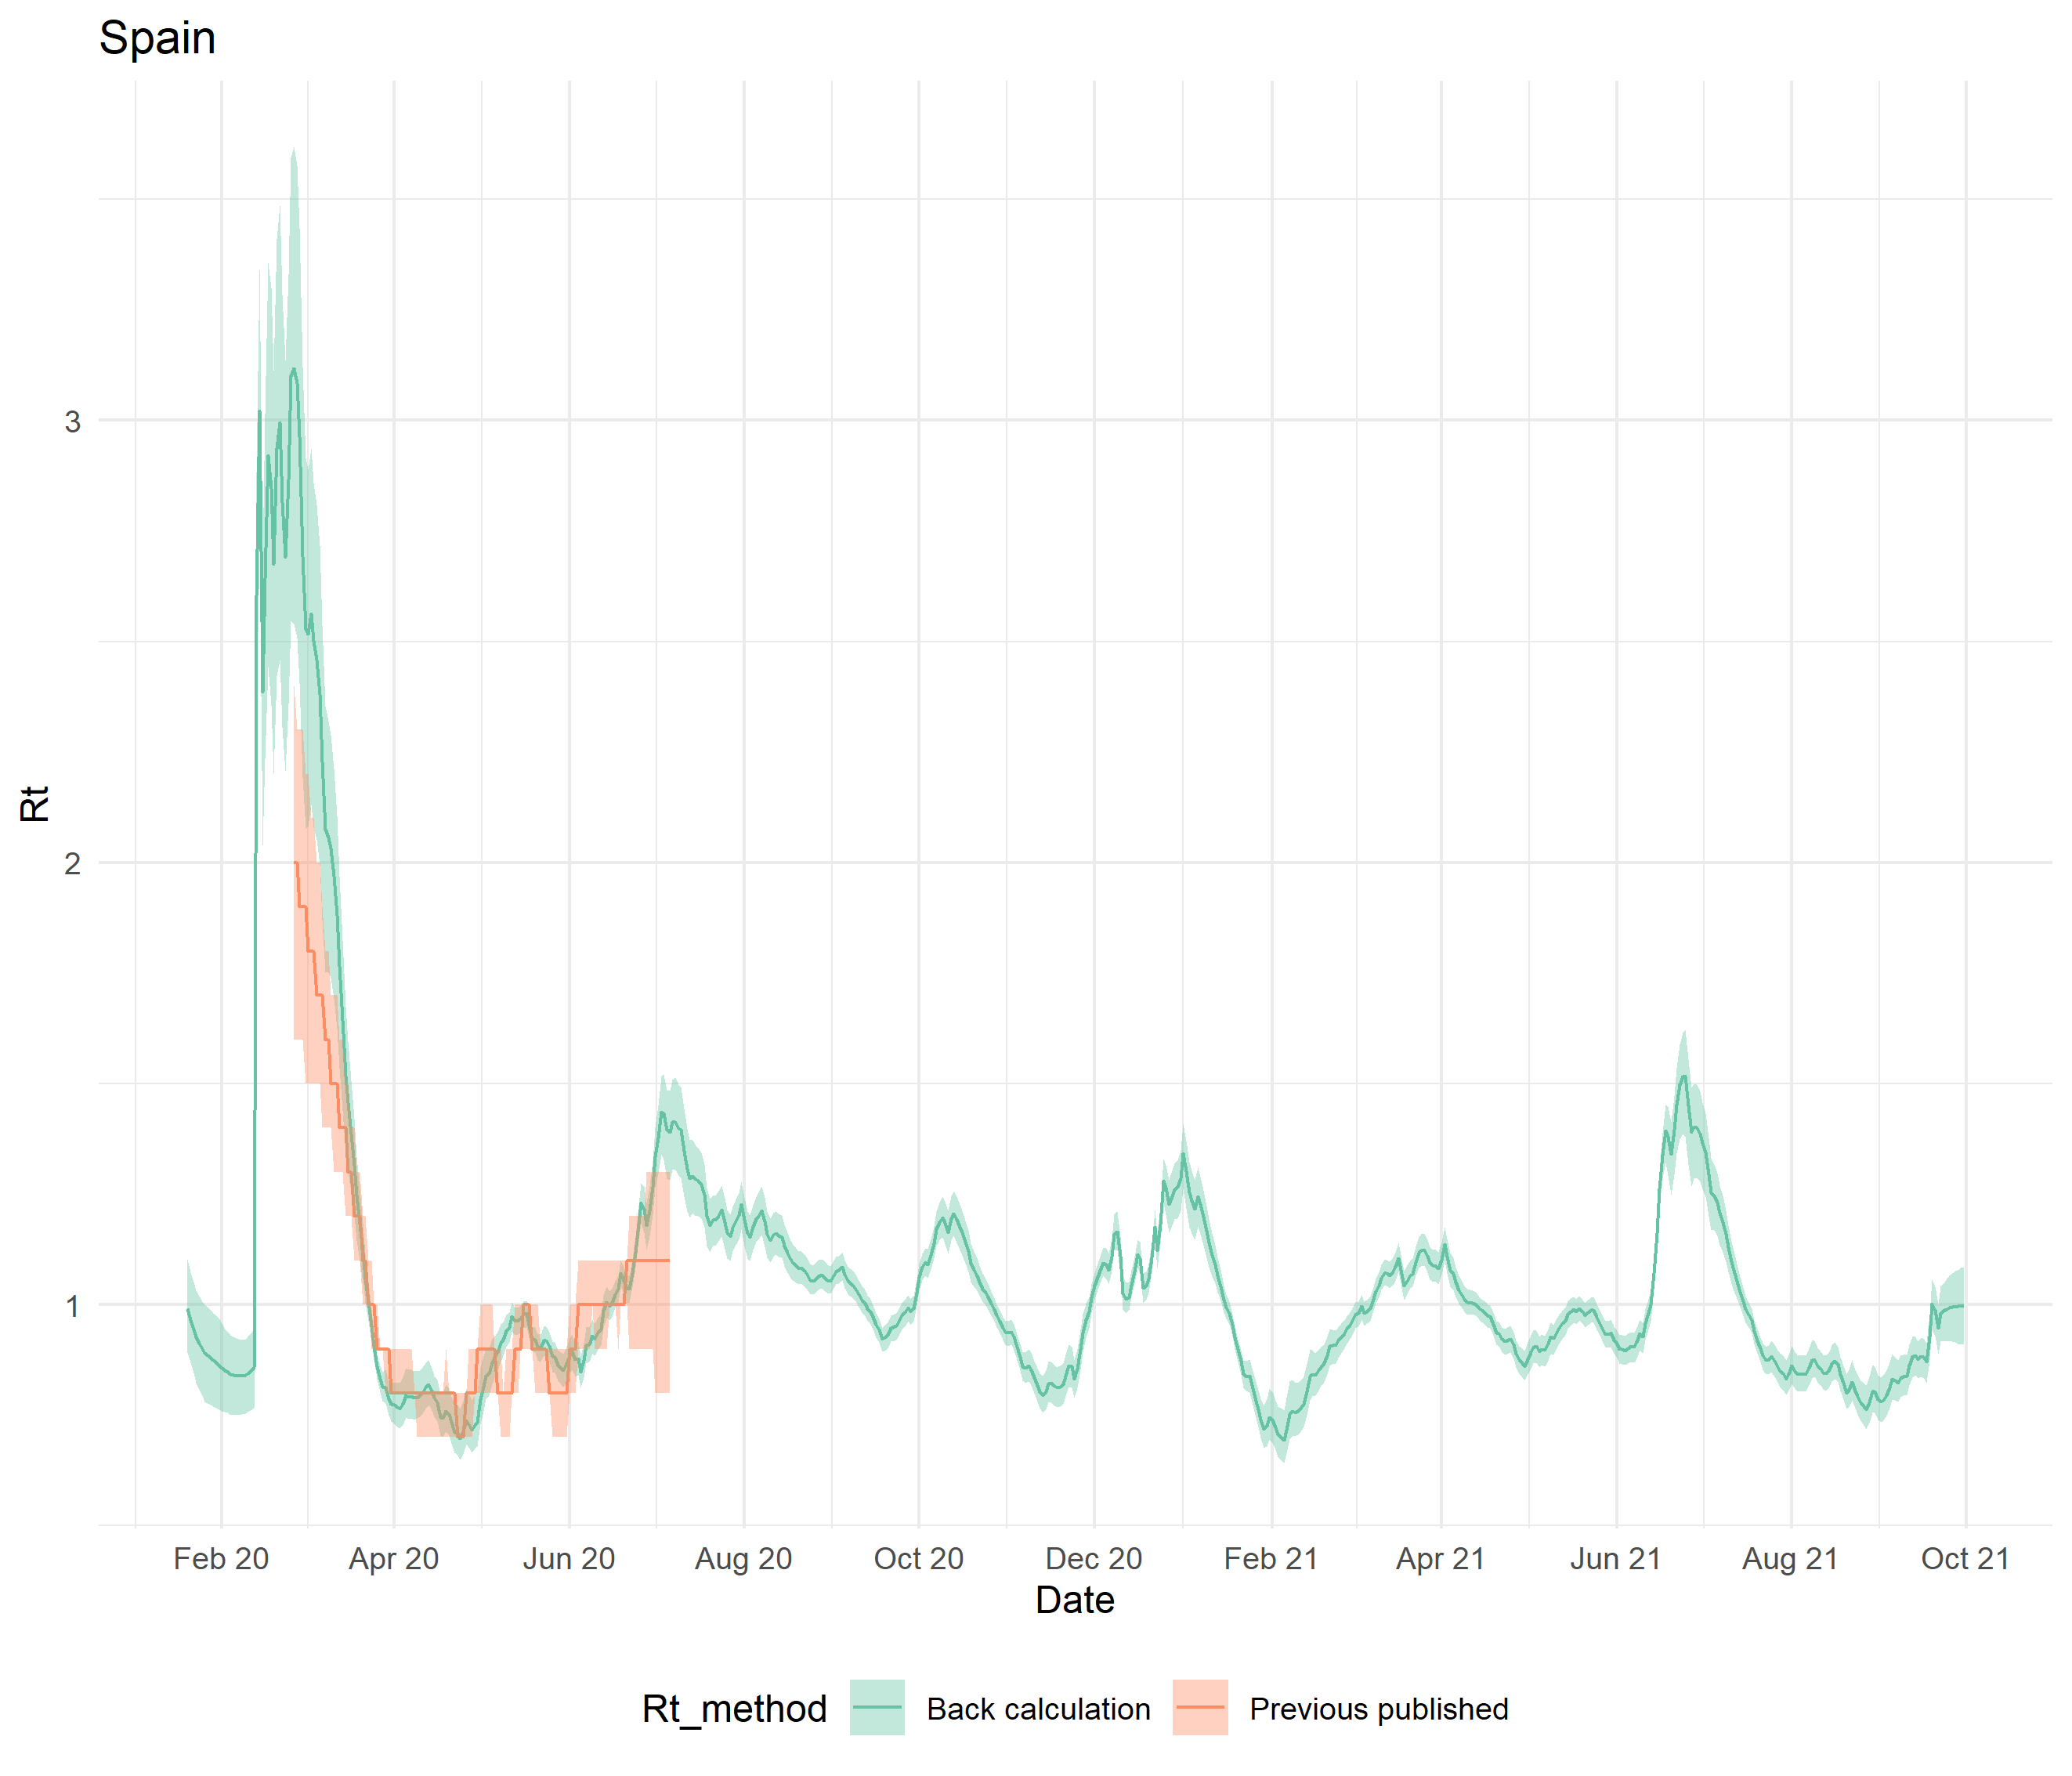 Spain
3
2
1
Rt
Feb 20 Apr 20 Jun 20 Aug 20 Oct 20 Dec 20 Feb 21 Apr 21 Jun 21 Aug 21 Oct 21
Date
Rt_method Back calculation Previous published